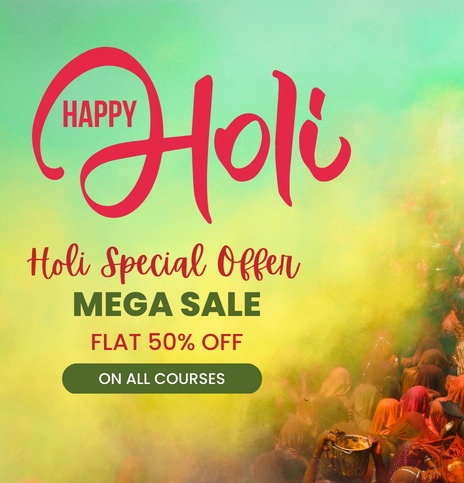 HAPPY
Holi
Holi Special Offer
MEGA SALE
FLAT 50% OFF
ON ALL COURSES